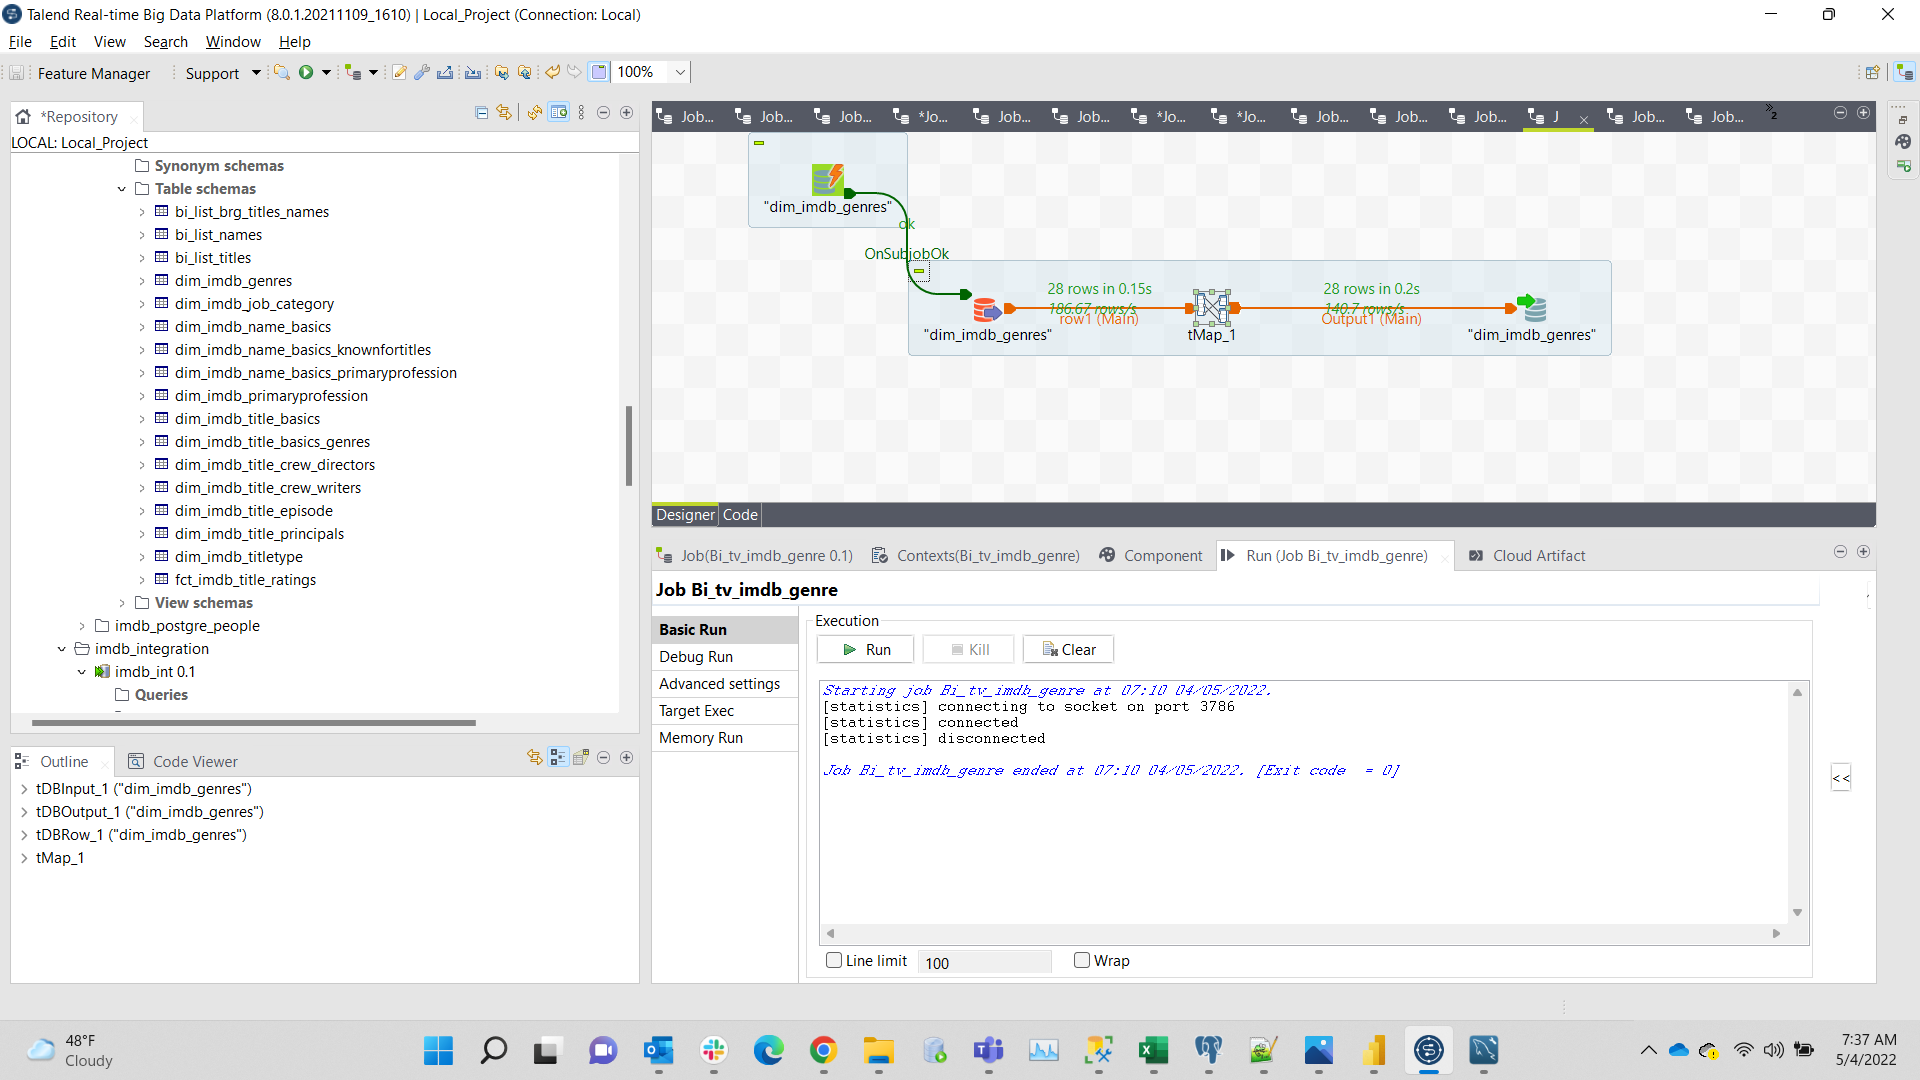 Talend Real-time Big Data Platform (8.0.1.20211109_1610) | Local_Project (Connection: Local)
File Edit View Search Window Help
Feature Manager Support 100%
*Repository
LOCAL: Local_Project
Synonym schemas
Table schemas
bi_list_brg_titles_names
bi_list_names
bi_list_titles
dim_imdb_genres
dim_imdb_job_category
dim_imdb_name_basics
dim_imdb_name_basics_knownfortitles
dim_imdb_name_basics_primaryprofession
dim_imdb_primaryprofession
dim_imdb_title_basics
dim_imdb_title_basics_genres
dim_imdb_title_crew_directors
dim_imdb_title_crew_writers
dim_imdb_title_episode
dim_imdb_title_principals
dim_imdb_titletype
fct_imdb_title_ratings
View schemas
imdb_postgre_people
imdb_integration
imdb_int 0.1
Queries
Outline Code Viewer
tDBInput_1 ("dim_imdb_genres")
tDBOutput_1 ("dim_imdb_genres")
tDBRow_1 ("dim_imdb_genres")
tMap_1
Job... Job... Job... *Jo... Job... Job... *Jo... *Jo... Job... Job... Job... J Job... Job... » 2
"dim_imdb_genres"
ok
OnSubjobOk
28 rows in 0.15s 28 rows in 0.2s
186.67 rows/s 140.7 rows/s
row1 (Main) Output1 (Main)
"dim_imdb_genres" tMap_1 "dim_imdb_genres"
Designer Code
Job(Bi_tv_imdb_genre 0.1) Contexts(Bi_tv_imdb_genre) Component Run (Job Bi_tv_imdb_genre) Cloud Artifact
Job Bi_tv_imdb_genre
Basic Run
Debug Run
Advanced settings
Target Exec
Memory Run
Execution
Run Kill Clear
Starting job Bi_tv_imdb_genre at 07:10 04/05/2022.
[statistics] connecting to socket on port 3786
[statistics] connected
[statistics] disconnected
Job Bi_tv_imdb_genre ended at 07:10 04/05/2022. [Exit code  = 0]
<<
Line limit 100 Wrap
48°F
Cloudy
7:37 AM
5/4/2022